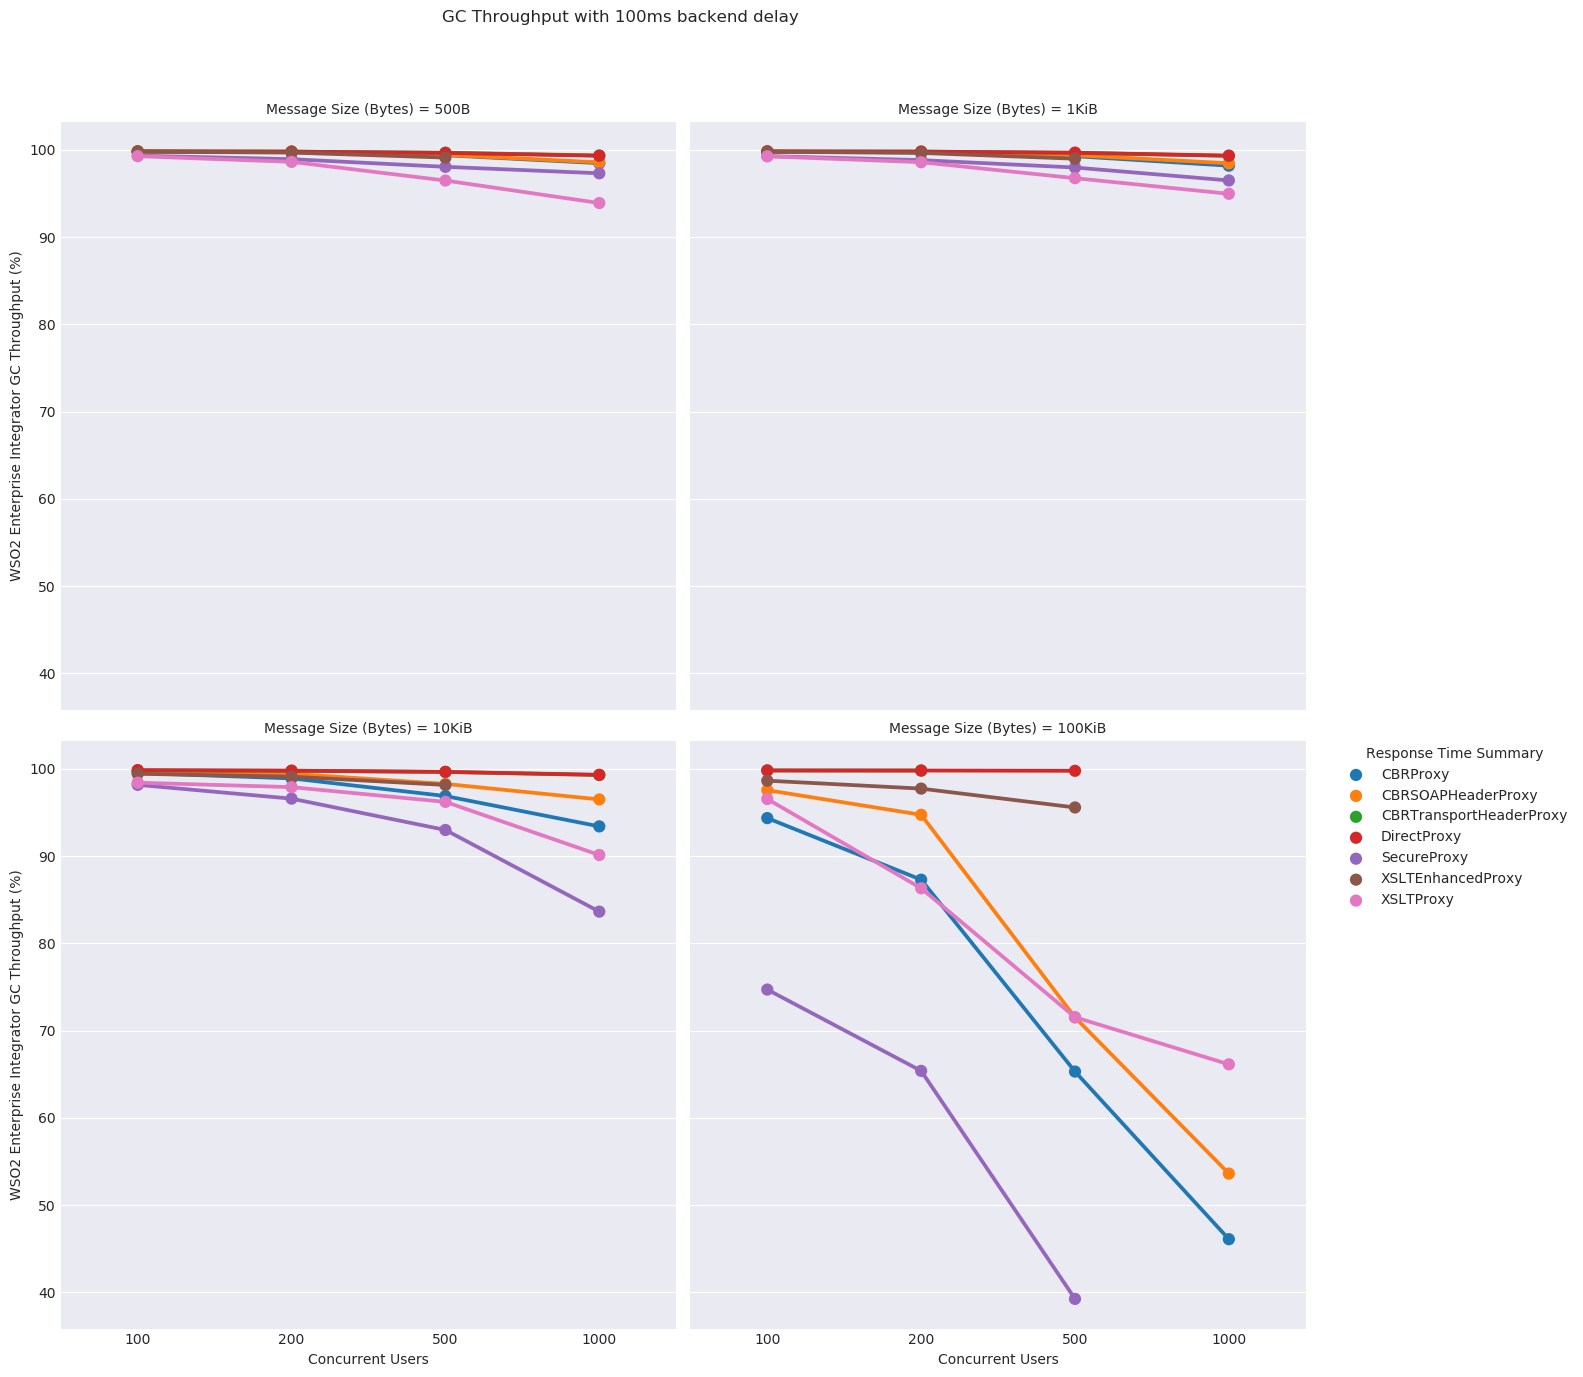 GC Throughput with 100ms backend delay
Message Size (Bytes) = 500B
Message Size (Bytes) = 1KiB
WSO2 Enterprise Integrator GC Throughput (%)
100
90
80
70
60
50
40
Message Size (Bytes) = 10KiB
Message Size (Bytes) = 100KiB
WSO2 Enterprise Integrator GC Throughput (%)
100
90
80
70
60
50
40
100 200 500 1000
Concurrent Users
100 200 500 1000
Concurrent Users
Response Time Summary
CBRProxy
CBRSOAPHeaderProxy
CBRTransportHeaderProxy
DirectProxy
SecureProxy
XSLTEnhancedProxy
XSLTProxy